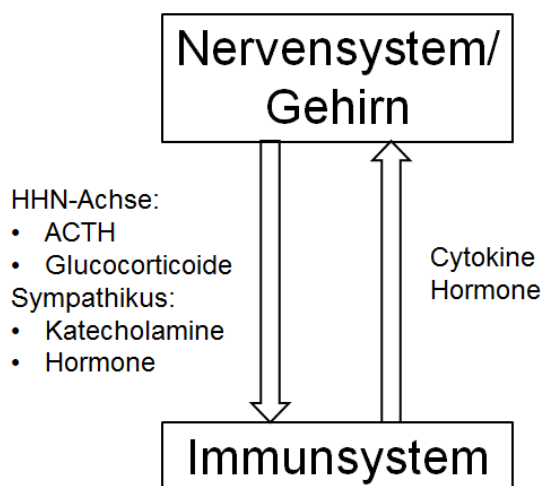 Nervensystem/
Gehirn
HHN-Achse:
• ACTH
• Glucocorticoide
Sympathikus:
• Katecholamine
• Hormone
Cytokine
Hormone
Immunsystem